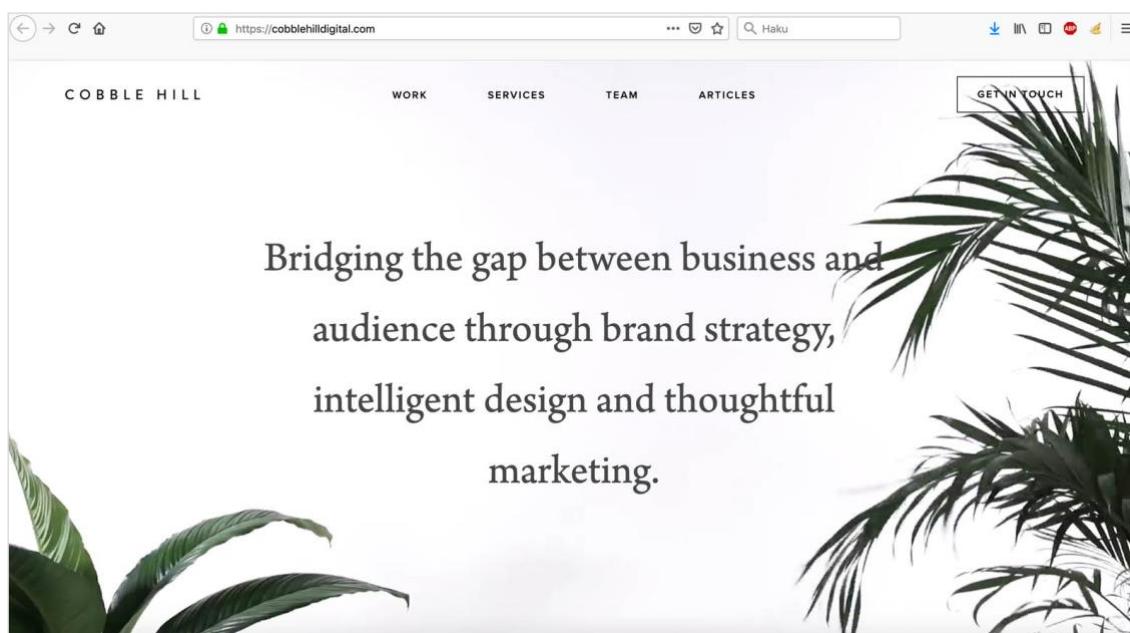 https://cobblehilldigital.com
Haku
ABP
COBBLE HILL
WORK
SERVICES
TEAM
ARTICLES
GET IN TOUCH
Bridging the gap between business and
audience through brand strategy,
intelligent design and thoughtful
marketing.